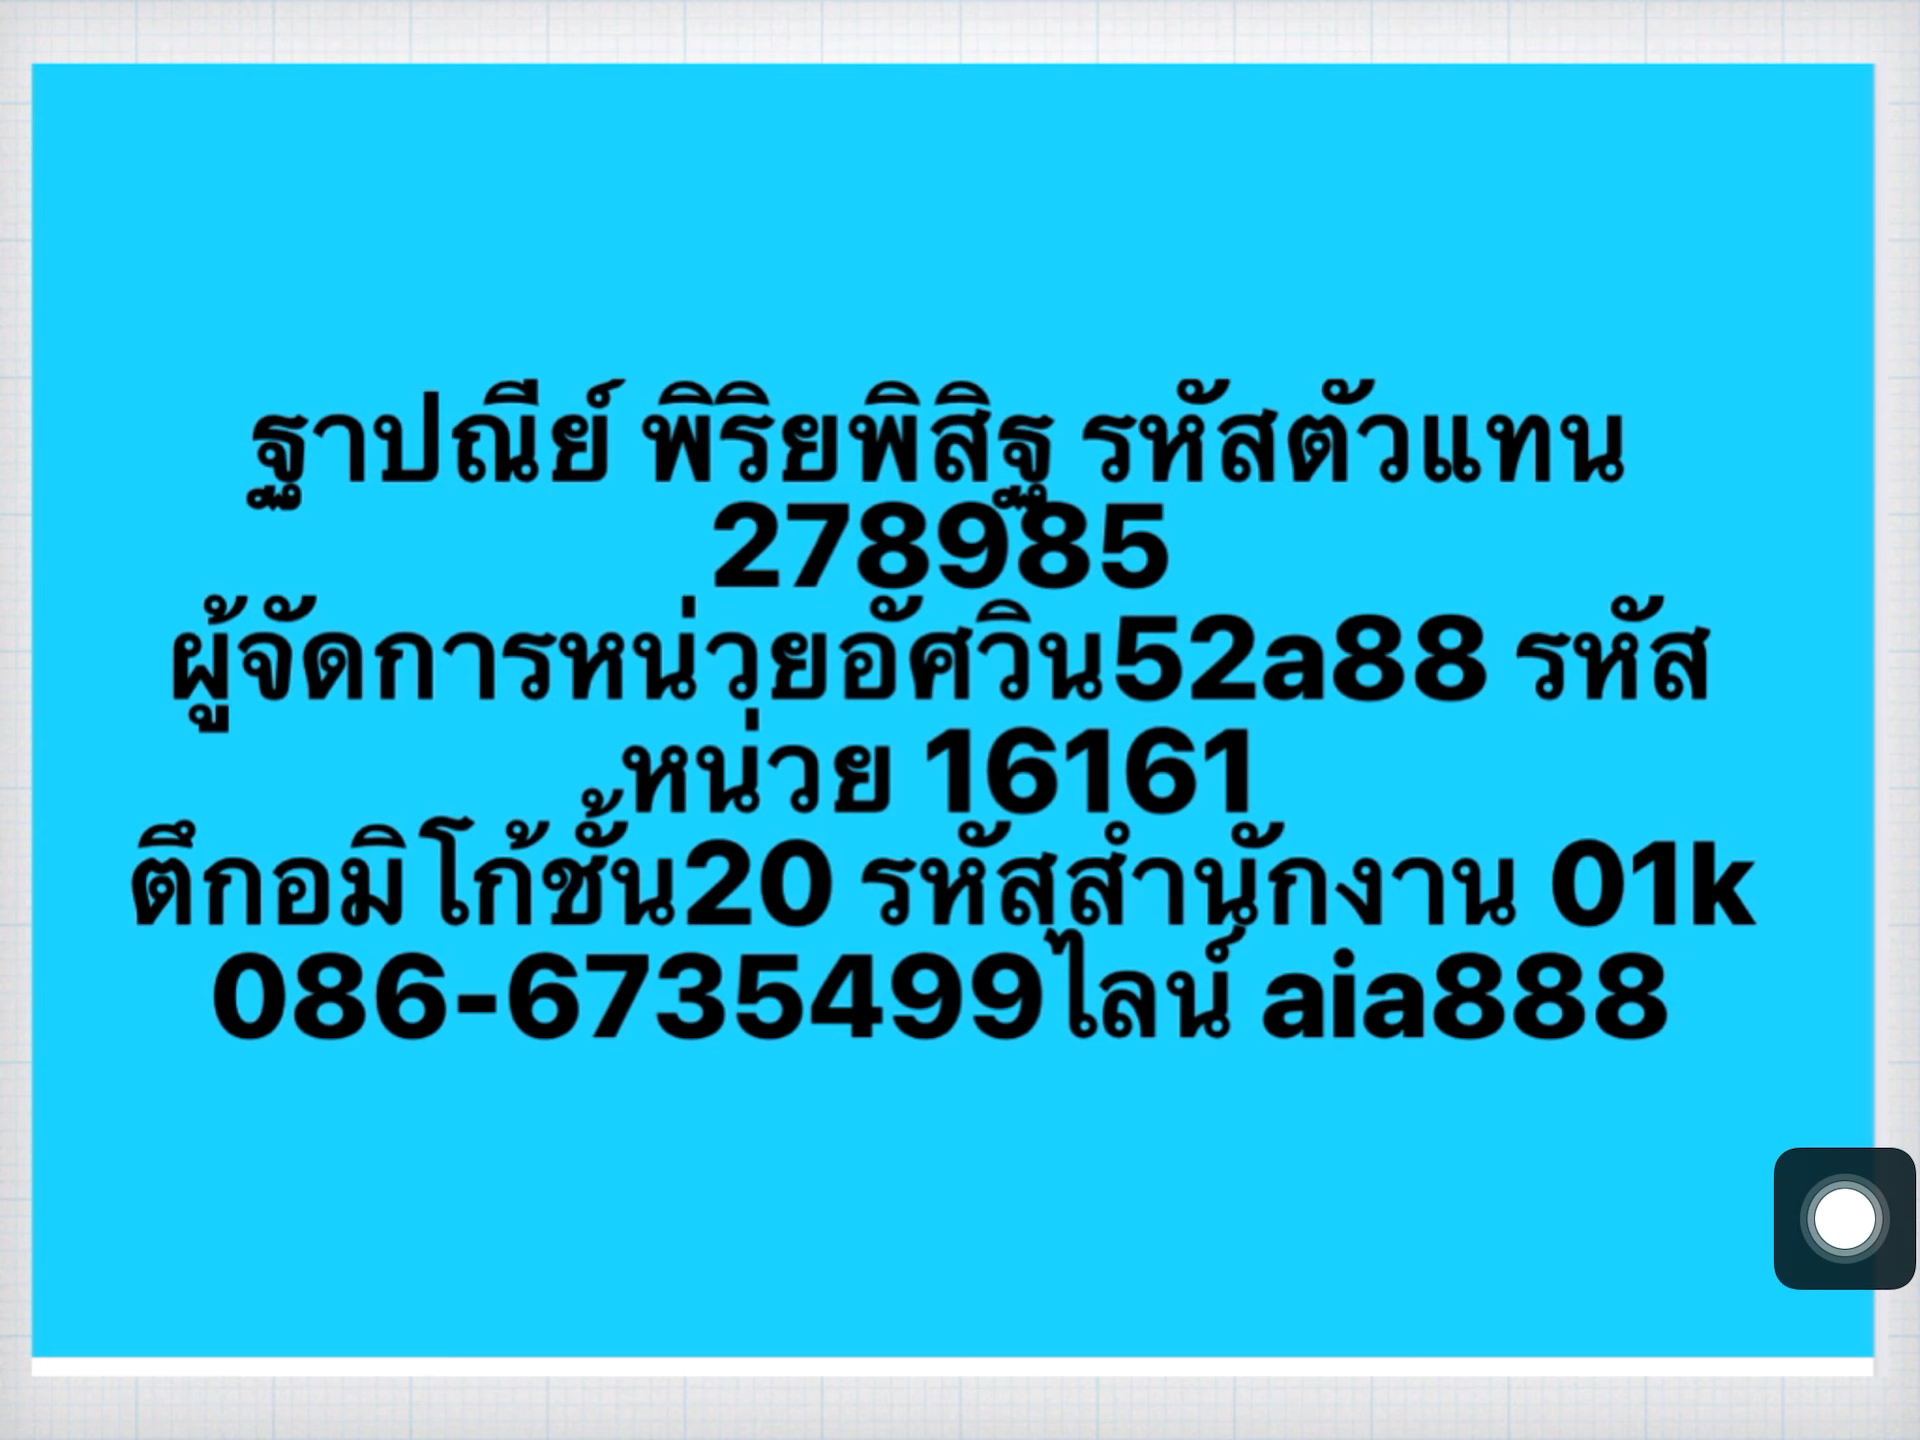 ฐาปณีย์ พิริยพิสิฐ รหัสตัวแทน
278985
ผู้จัดการหน่วยอัศวิน52a88 รหัส
หน่วย 16161
ตึกอมิโก้ชั้น20 รหัสสำนักงาน 01k
086-6735499ไลน์ aia888